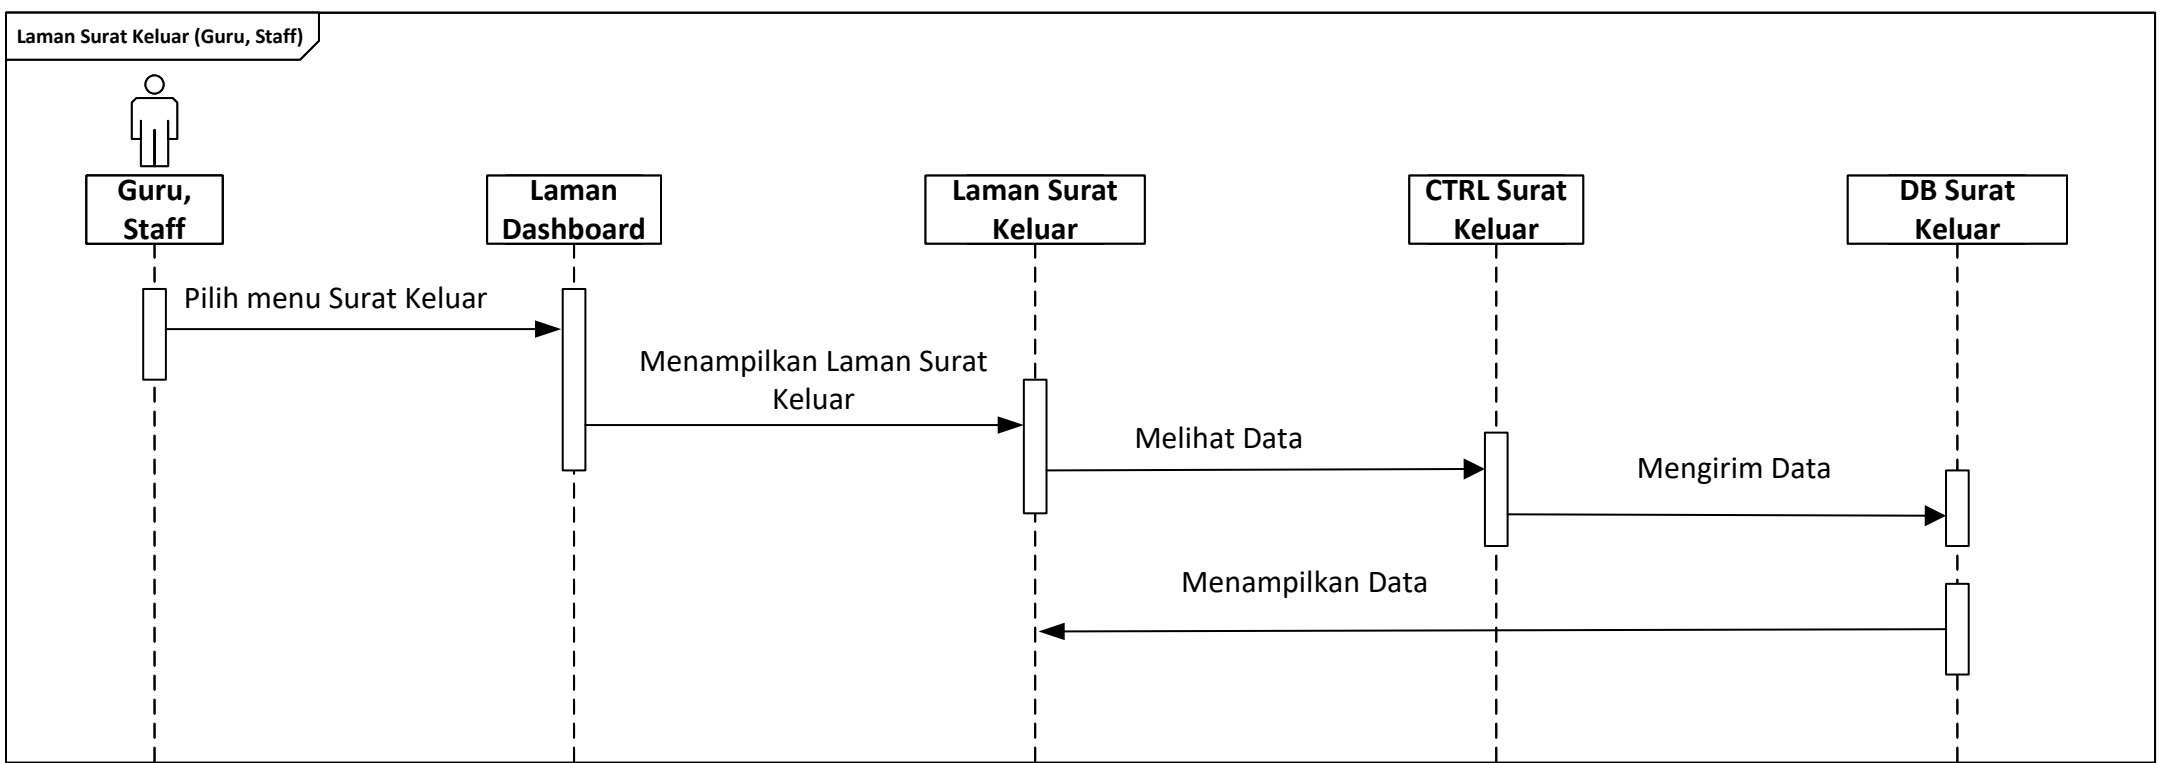 Laman Surat Keluar (Guru, Staff)
Guru,
Staff
Laman
Dashboard
Laman Surat
Keluar
CTRL Surat
Keluar
DB Surat
Keluar
Pilih menu Surat Keluar
Menampilkan Laman Surat
Keluar
Melihat Data
Mengirim Data
Menampilkan Data